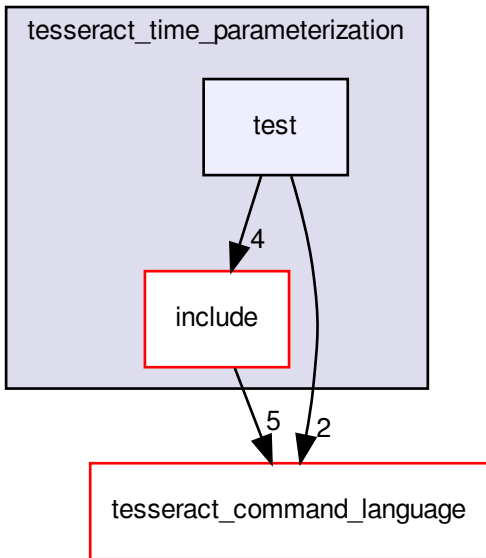 tesseract_time_parameterization
test
4
include
5
2
tesseract_command_language